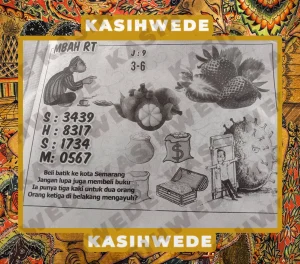 KASIHWEDE
MBAH RT
J : 9
3-6
S : 3439
H : 8317
S : 1734
M: 0567
Beli batik ke kota Semarang
Jangan lupa juga membeli buku
Ia punya tiga kaki untuk dua orang
Orang ketiga di belakang mengayuh?
KASIHWEDE